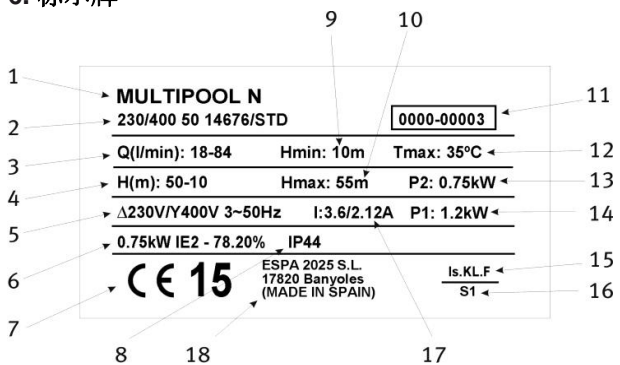 9 10
1 MULTIPOOL N
2 230/400 50 14676/STD 0000-00003 11
3 Q(l/min): 18-84 Hmin: 10m Tmax: 35ºC 12
4 H(m): 50-10 Hmax: 55m P2: 0.75kW 13
5 Δ230V/Y400V 3~50Hz I:3.6/2.12A P1: 1.2kW 14
6 0.75kW IE2 - 78.20% IP44
7 CE 15 ESPA 2025 S.L. Is.KL.F 15
17820 Banyoles
(MADE IN SPAIN) S1 16
8 18 17